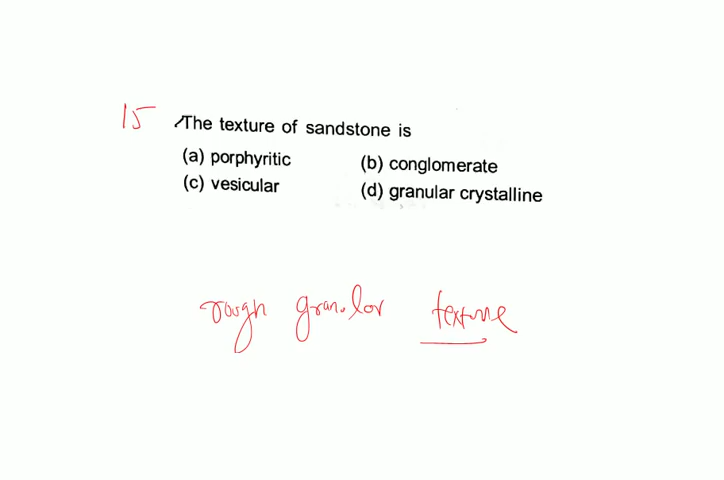 15 The texture of sandstone is
(a) porphyritic (b) conglomerate
(c) vesicular (d) granular crystalline
rough granular texture